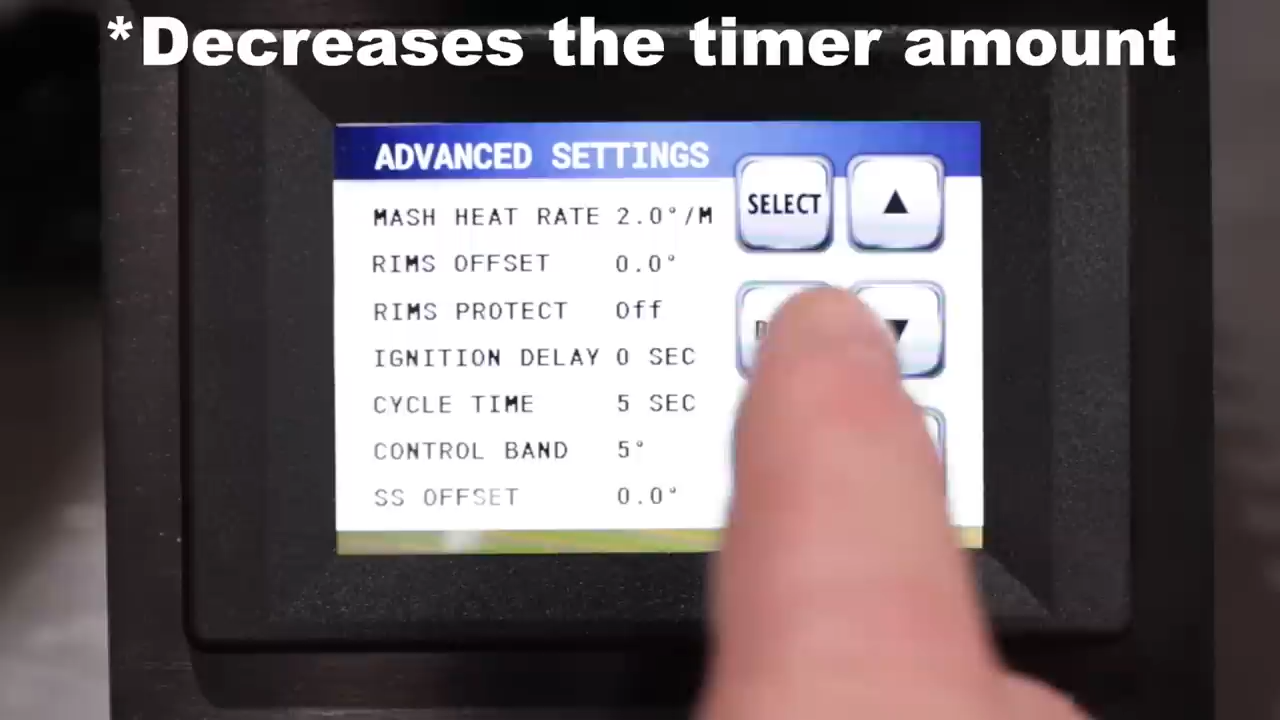 *Decreases the timer amount
ADVANCED SETTINGS
MASH HEAT RATE 2.0°/M
RIMS OFFSET 0.0°
RIMS PROTECT Off
IGNITION DELAY 0 SEC
CYCLE TIME 5 SEC
CONTROL BAND 5°
SS OFFSET 0.0°
SELECT ▲
▼